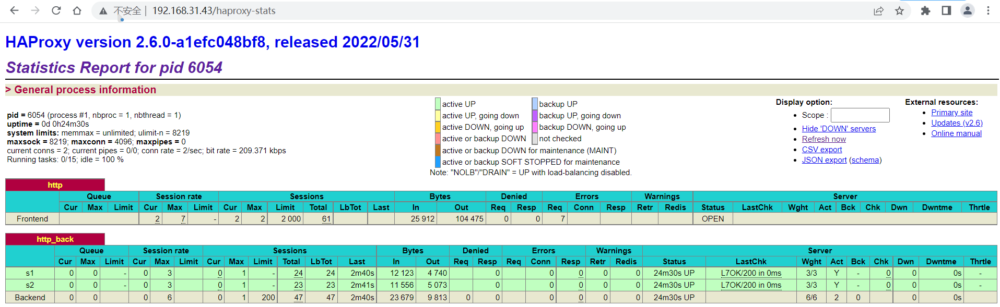 不安全 | 192.168.31.43/haproxy-stats
HAProxy version 2.6.0-a1efc048bf8, released 2022/05/31
Statistics Report for pid 6054
> General process information
pid = 6054 (process #1, nbproc = 1, nbthread = 1)
uptime = 0d 0h24m30s
system limits: memmax = unlimited; ulimit-n = 8219
maxsock = 8219; maxconn = 4096; maxpipes = 0
current conns = 2; current pipes = 0/0; conn rate = 2/sec; bit rate = 209.371 kbps
Running tasks: 0/15; idle = 100 %
active UP backup UP
active UP, going down backup UP, going down
active DOWN, going up backup DOWN, going up
active or backup DOWN not checked
active or backup DOWN for maintenance (MAINT)
active or backup SOFT STOPPED for maintenance
Note: "NOLB"/"DRAIN" = UP with load-balancing disabled.
Display option:
Scope :
Hide 'DOWN' servers
Refresh now
CSV export
JSON export (schema)
External resources:
Primary site
Updates (v2.6)
Online manual
http
Queue Session rate Sessions Bytes Denied Errors Warnings Server
Cur Max Limit Cur Max Limit Cur Max Limit Total LbTot Last In Out Req Resp Req Conn Resp Retr Redis Status LastChk Wght Act Bck Chk Dwn Dwntme Thrtle
Frontend 2 7 - 2 2 2 000 61 25 912 104 475 0 0 7 OPEN
http_back
Queue Session rate Sessions Bytes Denied Errors Warnings Server
Cur Max Limit Cur Max Limit Cur Max Limit Total LbTot Last In Out Req Resp Req Conn Resp Retr Redis Status LastChk Wght Act Bck Chk Dwn Dwntme Thrtle
s1 0 0 - 0 3 0 1 - 24 24 2m40s 12 123 4 740 0 0 0 0 0 24m30s UP L7OK/200 in 0ms 3/3 Y - 0 0 0s -
s2 0 0 - 0 3 0 1 - 23 23 2m41s 11 556 5 073 0 0 0 0 0 24m30s UP L7OK/200 in 0ms 3/3 Y - 0 0 0s -
Backend 0 0 0 6 0 1 200 47 47 2m40s 23 679 9 813 0 0 0 0 0 0 24m30s UP 6/6 2 0 0 0s